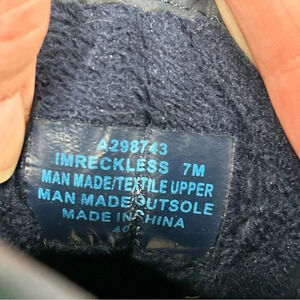 A298743
IMRECKLESS 7M
MAN MADE/TEXTILE UPPER
MAN MADE OUTSOLE
MADE IN CHINA